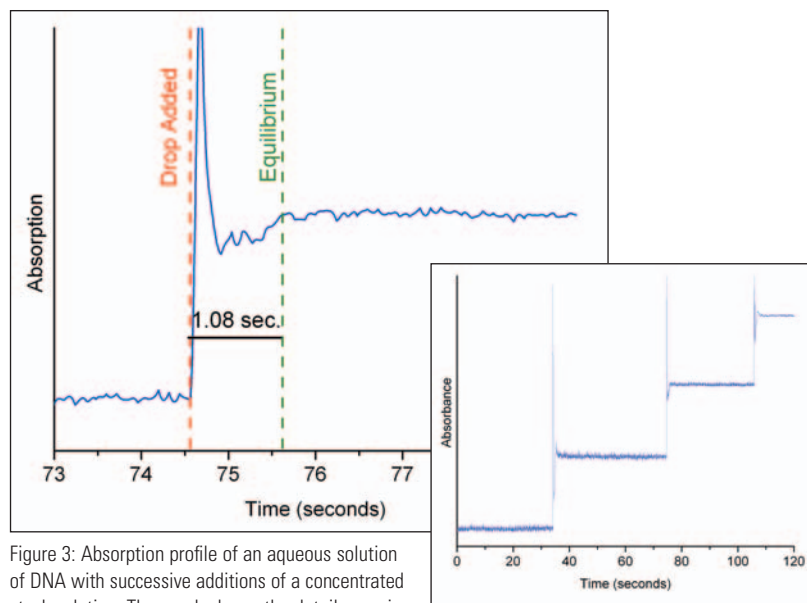 Absorption
Drop Added
Equilibrium
1.08 sec.
73 74 75 76 77
Time (seconds)
Absorbance
0 20 40 60 80 100 120
Time (seconds)
Figure 3: Absorption profile of an aqueous solution
of DNA with successive additions of a concentrated